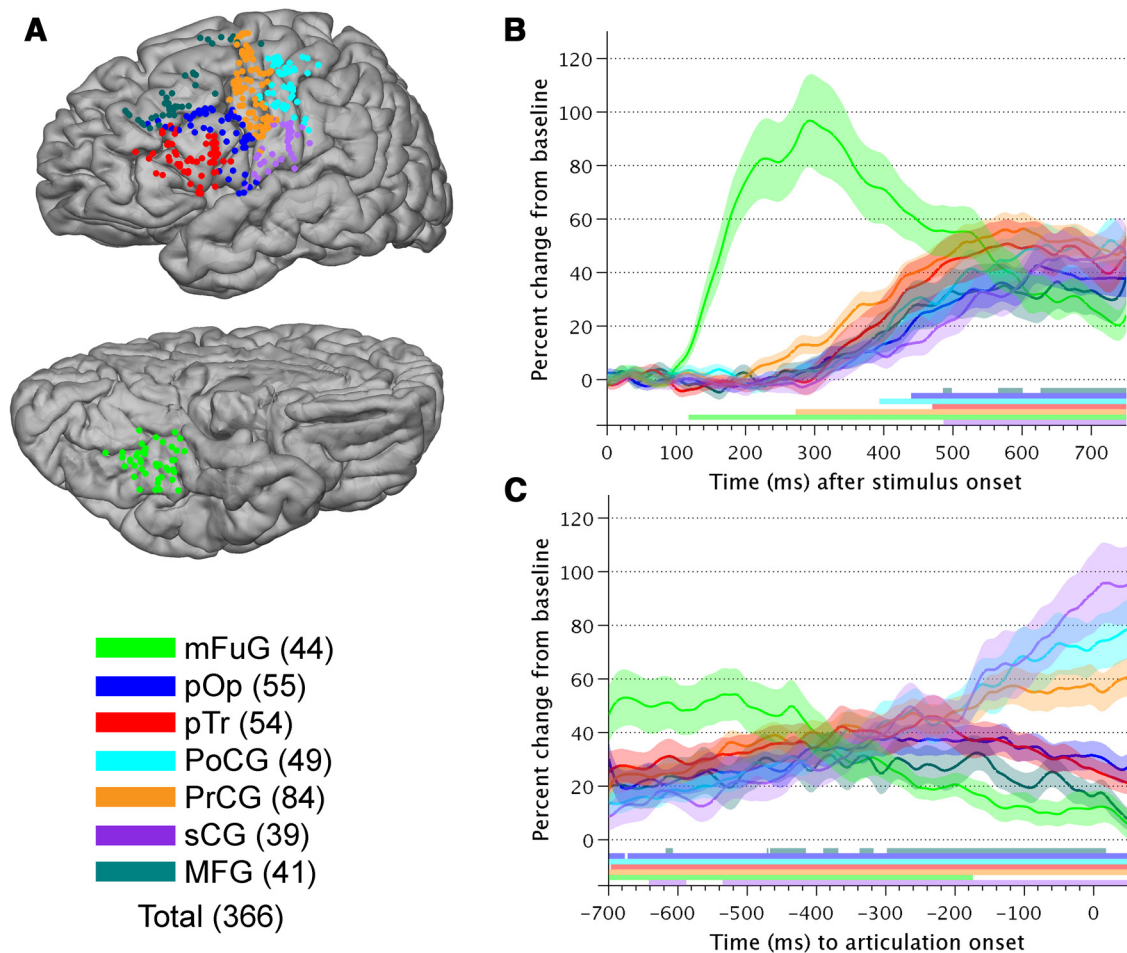 A
mFuG (44)
pOp (55)
pTr (54)
PoCG (49)
PrCG (84)
sCG (39)
MFG (41)
Total (366)
B
Percent change from baseline
120
100
80
60
40
20
0
0 100 200 300 400 500 600 700
Time (ms) after stimulus onset
C
Percent change from baseline
120
100
80
60
40
20
0
−700 −600 −500 −400 −300 −200 −100 0
Time (ms) to articulation onset